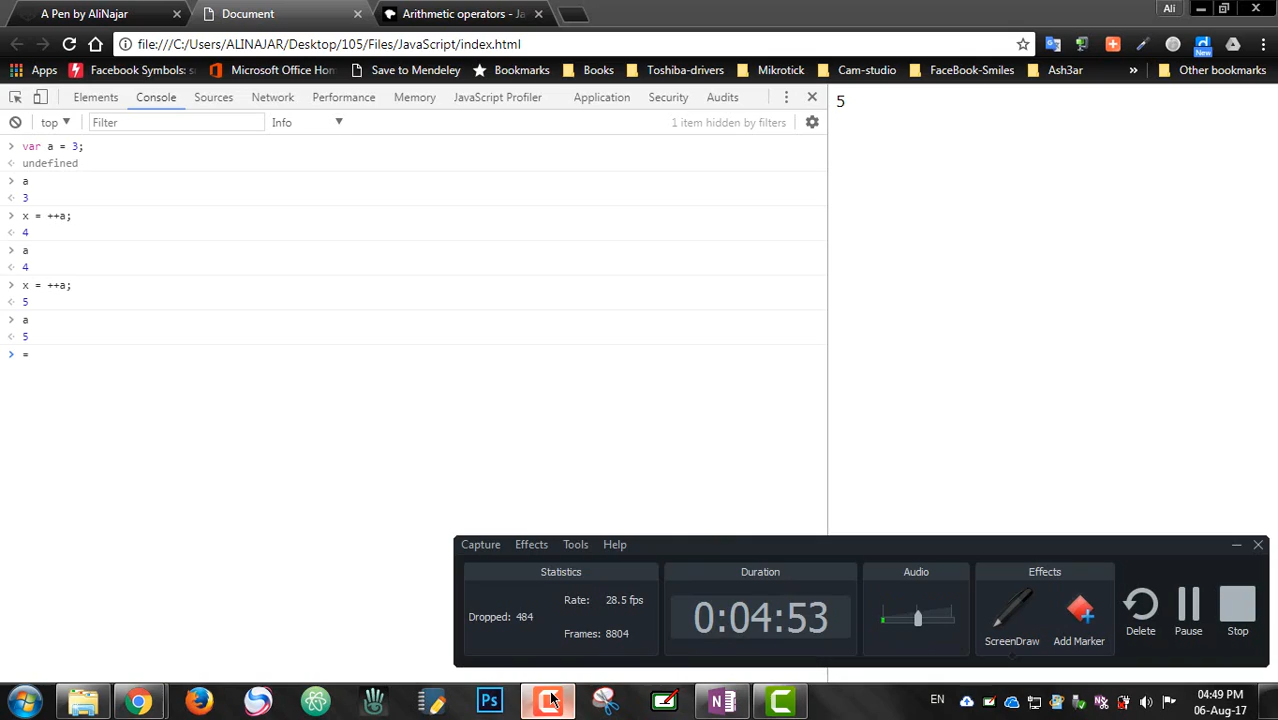 A Pen by AliNajar
Document
Arithmetic operators - Ja
Ali
file:///C:/Users/ALINAJAR/Desktop/105/Files/JavaScript/index.html
New
Apps
Facebook Symbols: s
Microsoft Office Hom
Save to Mendeley
Bookmarks
Books
Toshiba-drivers
Mikrotick
Cam-studio
FaceBook-Smiles
Ash3ar
»
Other bookmarks
Elements
Console
Sources
Network
Performance
Memory
JavaScript Profiler
Application
Security
Audits
top
Filter
Info
1 item hidden by filters
5
> var a = 3;
< undefined
> a
< 3
> x = ++a;
< 4
> a
< 4
> x = ++a;
< 5
> a
< 5
> =
Capture
Effects
Tools
Help
Statistics
Duration
Audio
Effects
Dropped: 484
Rate: 28.5 fps
Frames: 8804
0:04:53
ScreenDraw
Add Marker
Delete
Pause
Stop
Ps
N
C
EN
04:49 PM
06-Aug-17